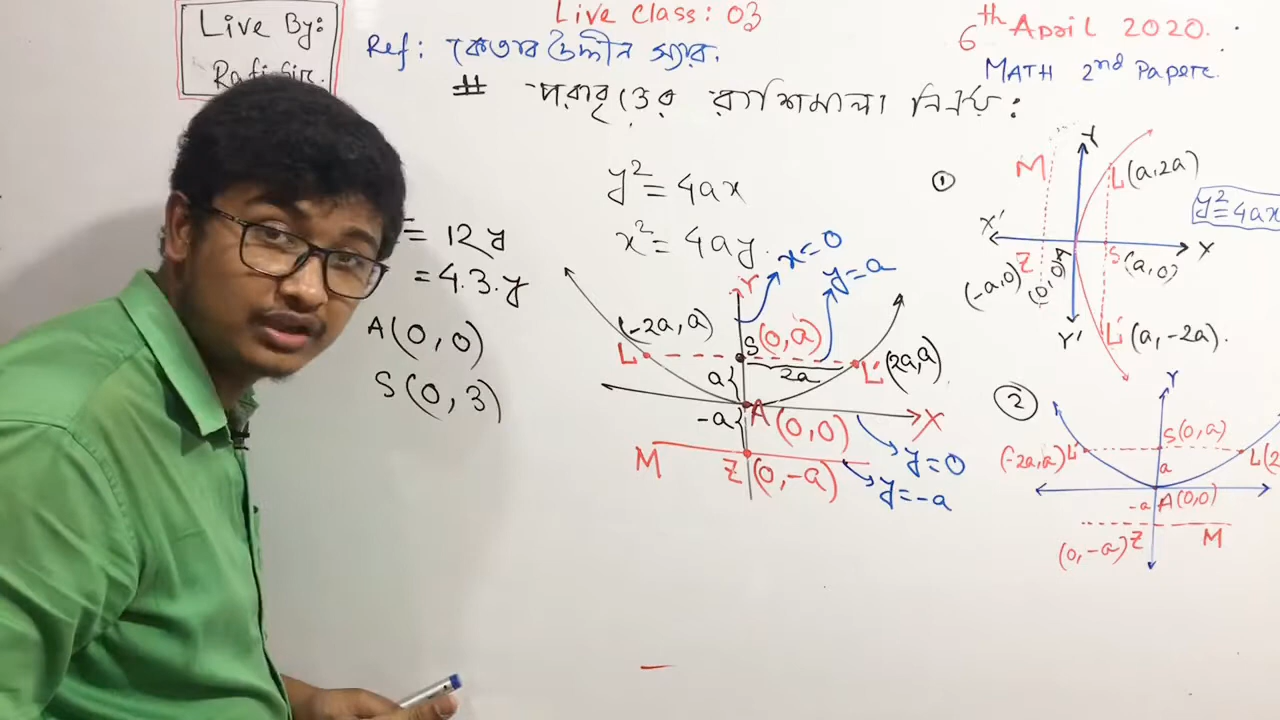 Live By:
Rafi Sir.
Live Class: 03
Ref: কেতাব উদ্দীন স্যার.
6th April 2020.
MATH 2nd Paper.
# পরাবৃত্তের রাশিমালা নির্ণয়:
y² = 4ax
x² = 4ay.
= 12y
= 4.3.y
A(0,0)
S(0,3)
x=0
y=a
Y
(-2a,a)
S (0,a)
L
L' (2a,a)
2a
a
-a
A (0,0)
X
y=0
M
Z (0,-a)
y=-a
①
Y
M
L(a,2a)
y²=4ax
X'
X
Z
A
S (a,0)
(-a,0)
(0,0)
Y'
L' (a,-2a).
②
Y
S(0,a)
(-2a,a) L'
L(2
a
-a
A(0,0)
(0,-a) Z
M